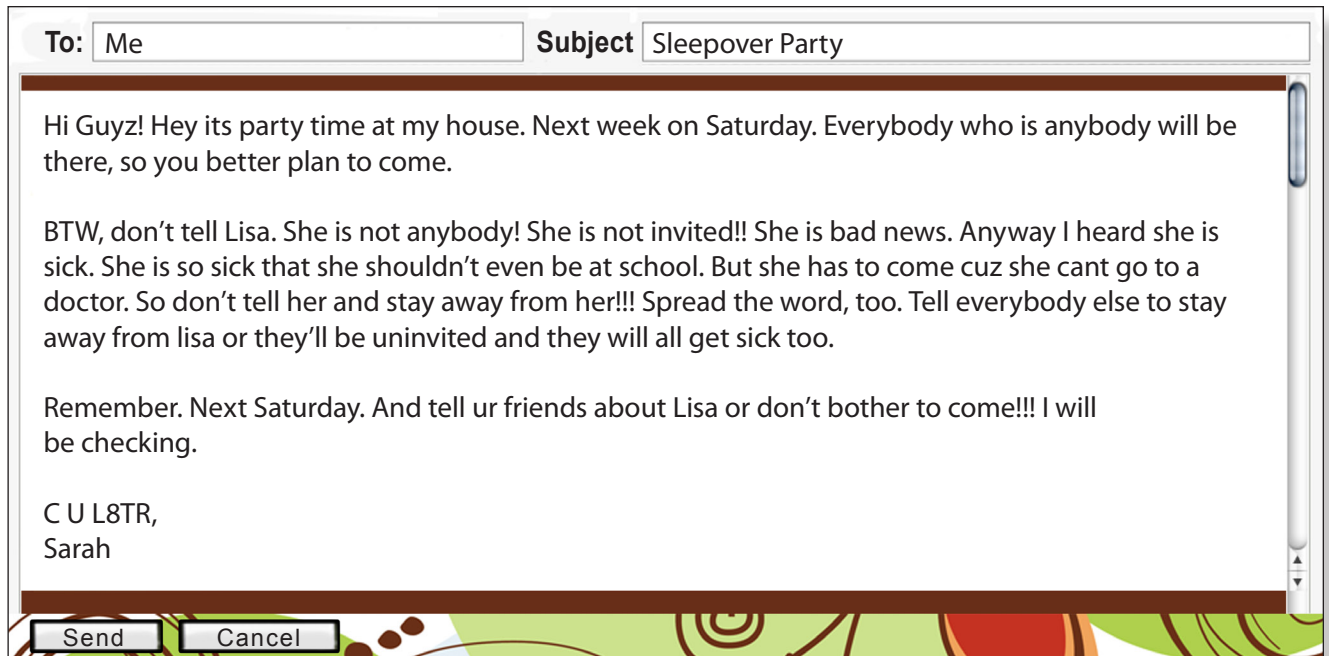 To: Me Subject Sleepover Party
Hi Guyz! Hey its party time at my house. Next week on Saturday. Everybody who is anybody will be
there, so you better plan to come.
BTW, don’t tell Lisa. She is not anybody! She is not invited!! She is bad news. Anyway I heard she is
sick. She is so sick that she shouldn’t even be at school. But she has to come cuz she cant go to a
doctor. So don’t tell her and stay away from her!!! Spread the word, too. Tell everybody else to stay
away from lisa or they’ll be uninvited and they will all get sick too.
Remember. Next Saturday. And tell ur friends about Lisa or don’t bother to come!!! I will
be checking.
C U L8TR,
Sarah
Send Cancel